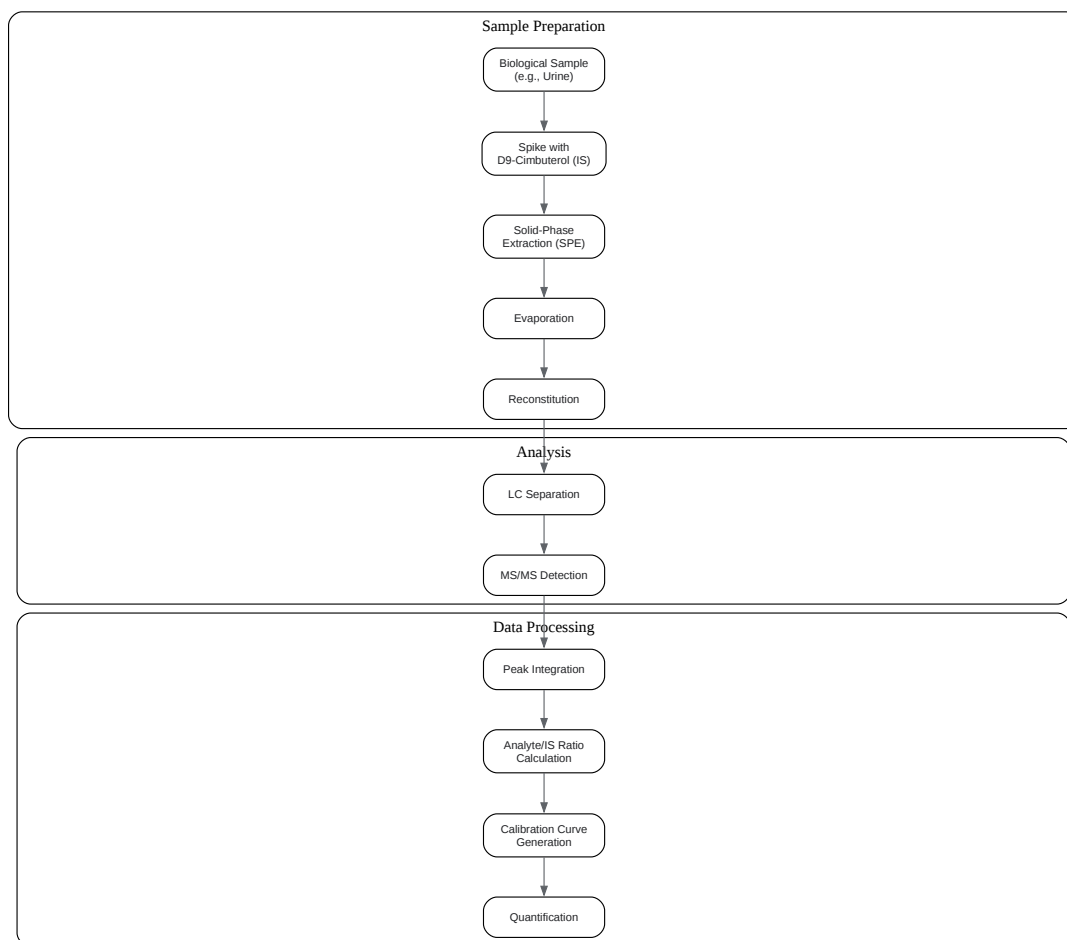 Sample Preparation
Biological Sample
(e.g., Urine)
Spike with
D9-Cimbuterol (IS)
Solid-Phase
Extraction (SPE)
Evaporation
Reconstitution
Analysis
LC Separation
MS/MS Detection
Data Processing
Peak Integration
Analyte/IS Ratio
Calculation
Calibration Curve
Generation
Quantification